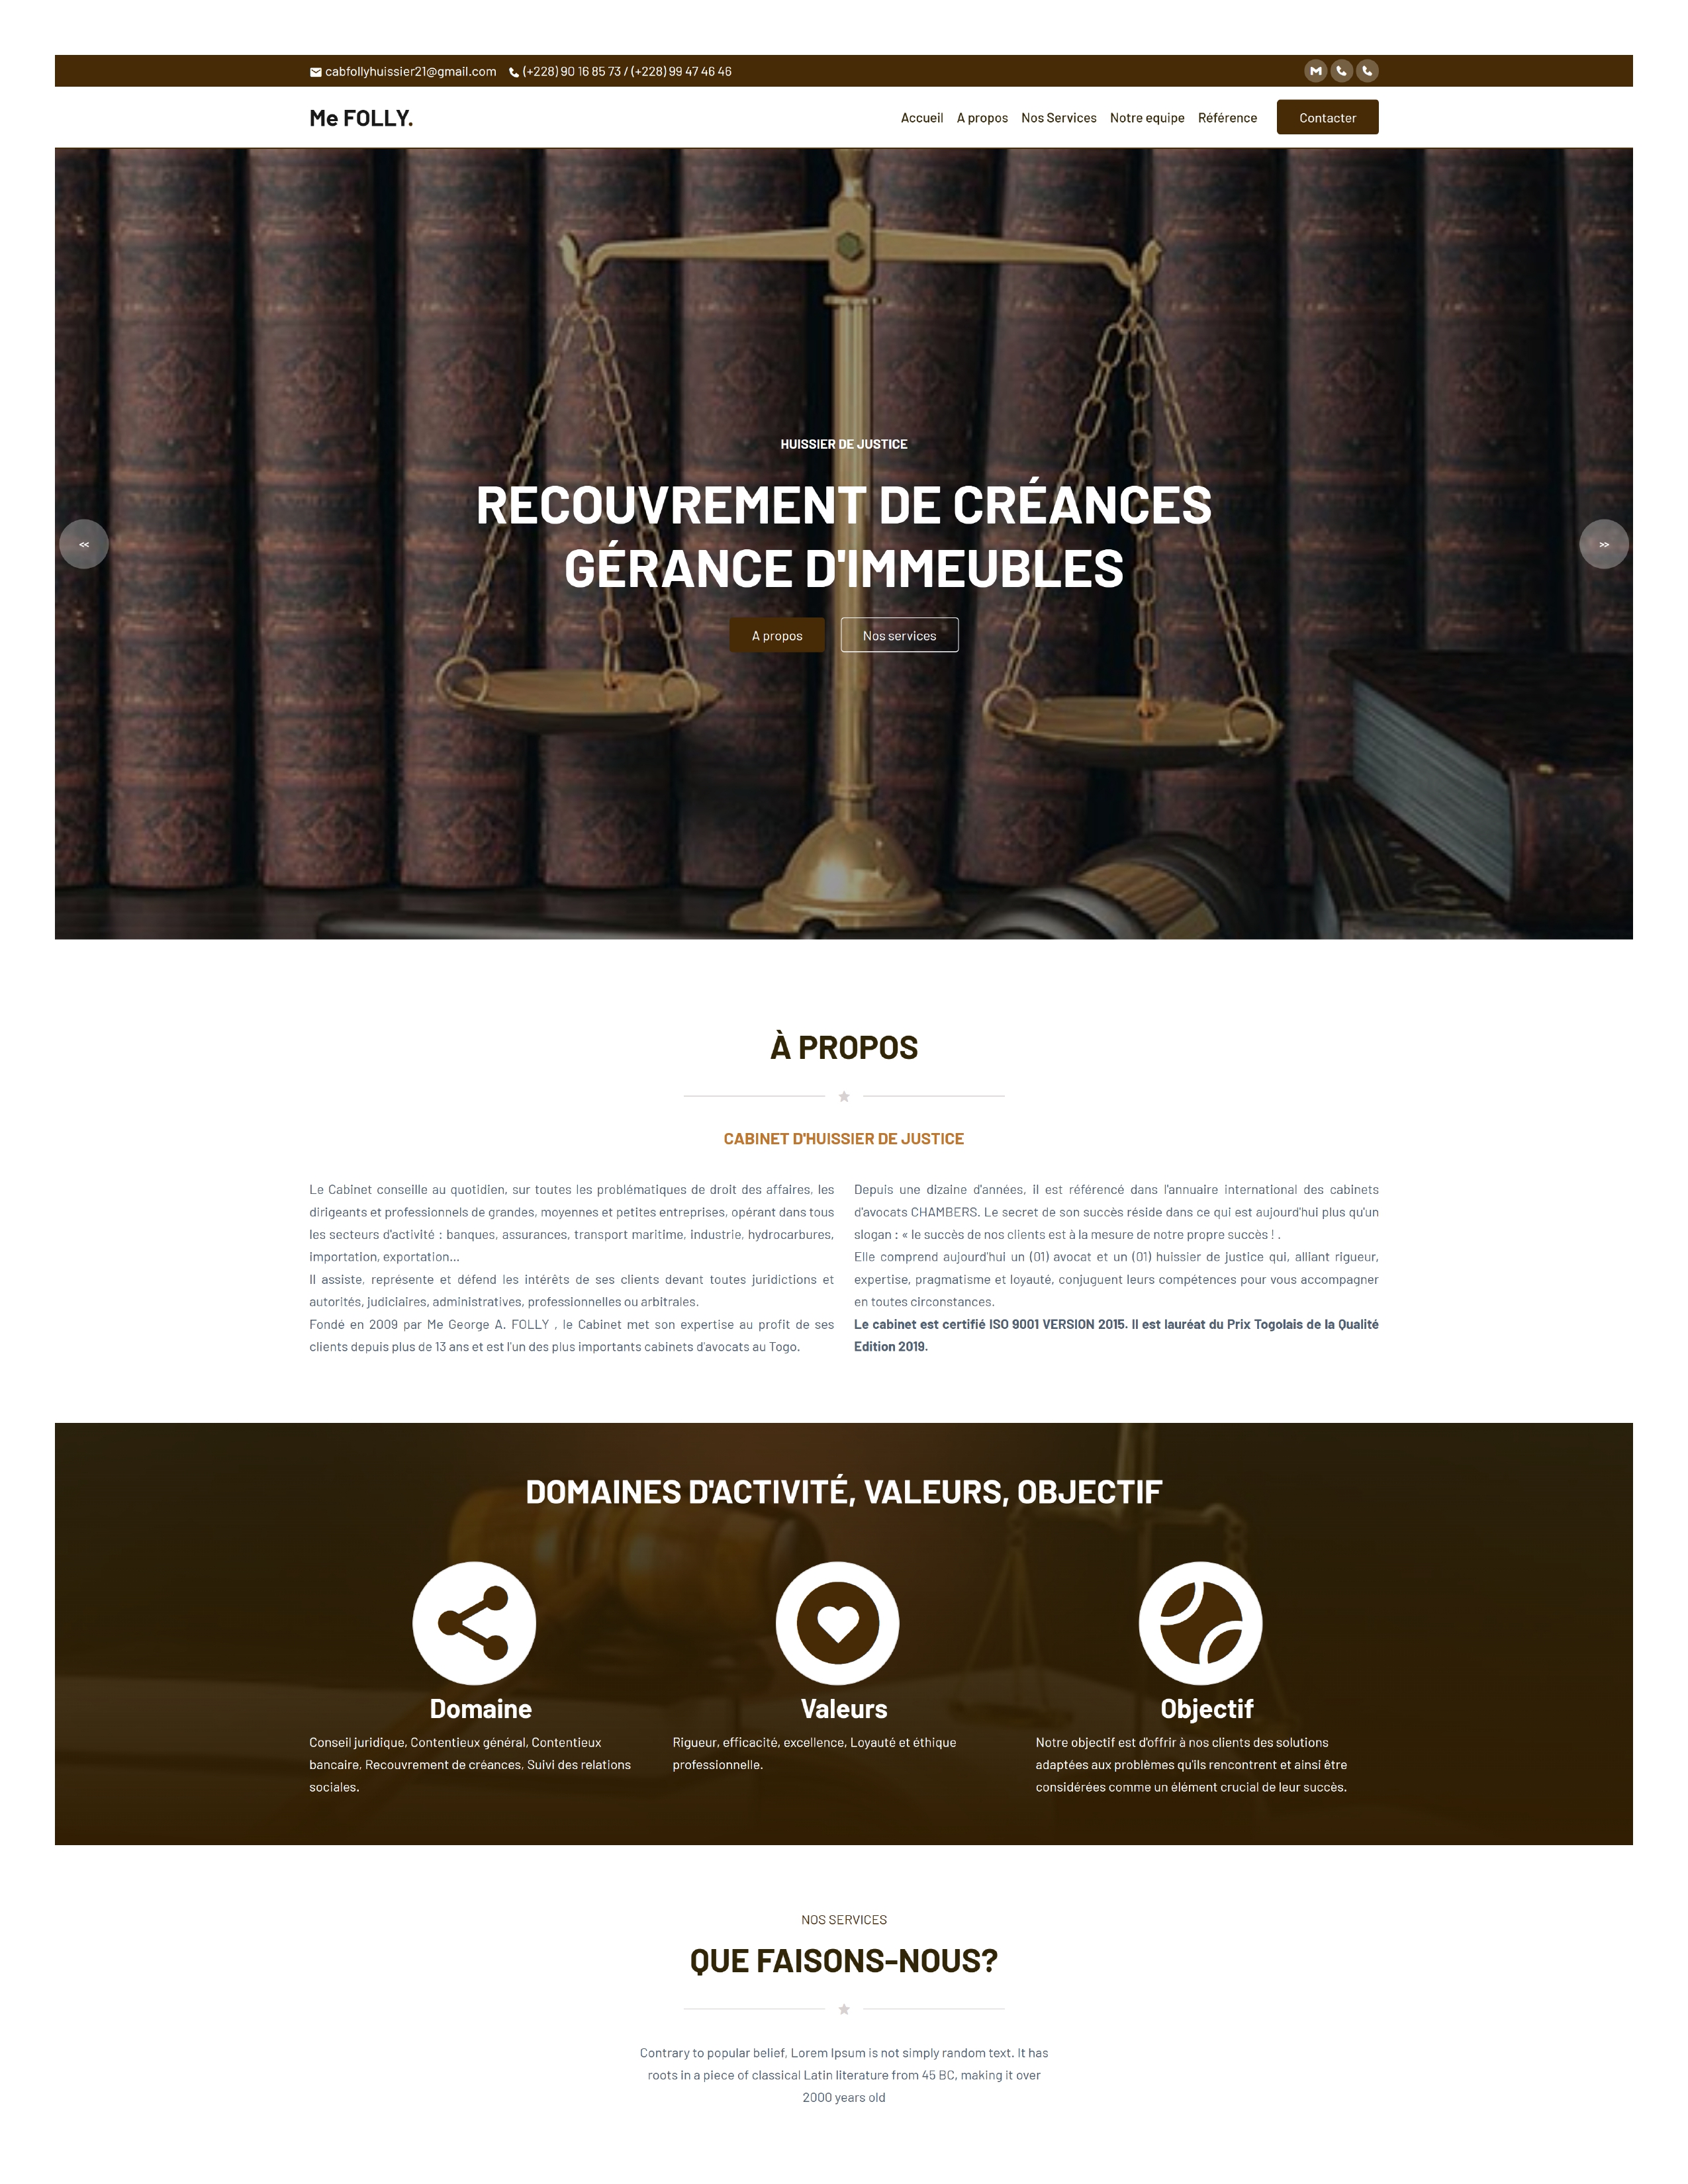 cabfollyhuissier21@gmail.com (+228) 90 16 85 73 / (+228) 99 47 46 46
Me FOLLY.
Accueil A propos Nos Services Notre equipe Référence Contacter
HUISSIER DE JUSTICE
RECOUVREMENT DE CRÉANCES
GÉRANCE D'IMMEUBLES
<< >>
A propos Nos services
À PROPOS
CABINET D'HUISSIER DE JUSTICE
Le Cabinet conseille au quotidien, sur toutes les problématiques de droit des affaires, les
dirigeants et professionnels de grandes, moyennes et petites entreprises, opérant dans tous
les secteurs d'activité : banques, assurances, transport maritime, industrie, hydrocarbures,
importation, exportation...
Il assiste, représente et défend les intérêts de ses clients devant toutes juridictions et
autorités, judiciaires, administratives, professionnelles ou arbitrales.
Fondé en 2009 par Me George A. FOLLY , le Cabinet met son expertise au profit de ses
clients depuis plus de 13 ans et est l'un des plus importants cabinets d'avocats au Togo.
Depuis une dizaine d'années, il est référencé dans l'annuaire international des cabinets
d'avocats CHAMBERS. Le secret de son succès réside dans ce qui est aujourd'hui plus qu'un
slogan : « le succès de nos clients est à la mesure de notre propre succès ! .
Elle comprend aujourd'hui un (01) avocat et un (01) huissier de justice qui, alliant rigueur,
expertise, pragmatisme et loyauté, conjuguent leurs compétences pour vous accompagner
en toutes circonstances.
Le cabinet est certifié ISO 9001 VERSION 2015. Il est lauréat du Prix Togolais de la Qualité
Edition 2019.
DOMAINES D'ACTIVITÉ, VALEURS, OBJECTIF
Domaine
Conseil juridique, Contentieux général, Contentieux
bancaire, Recouvrement de créances, Suivi des relations
sociales.
Valeurs
Rigueur, efficacité, excellence, Loyauté et éthique
professionnelle.
Objectif
Notre objectif est d'offrir à nos clients des solutions
adaptées aux problèmes qu'ils rencontrent et ainsi être
considérées comme un élément crucial de leur succès.
NOS SERVICES
QUE FAISONS-NOUS?
Contrary to popular belief, Lorem Ipsum is not simply random text. It has
roots in a piece of classical Latin literature from 45 BC, making it over
2000 years old